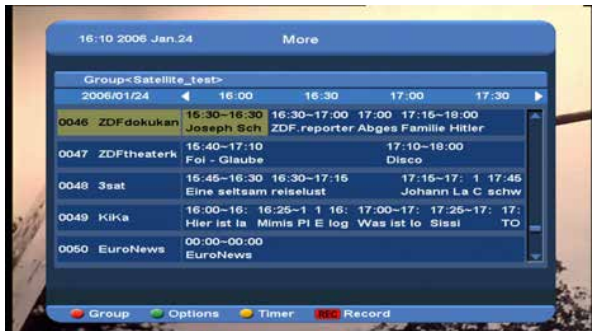 16:10 2006 Jan.24 More
Group<Satellite_test>
2006/01/24 16:00 16:30 17:00 17:30
0046 ZDFdokukan 15:30~16:30 16:30~17:00 17:00 17:15~18:00
Joseph Sch ZDF.reporter Abges Familie Hitler
0047 ZDFtheaterk 15:40~17:10 17:10~18:00
Foi - Glaube Disco
0048 3sat 15:45~16:30 16:30~17:15 17:15~17: 1 17:45
Eine seltsam reiselust Johann La C schw
0049 KiKa 16:00~16: 16:25~1 1 16: 17:00~17: 17:25~17: 17:
Hier ist la Mimis Pl E log Was ist lo Sissi TO
0050 EuroNews 00:00~00:00
EuroNews
Group Options Timer REC Record